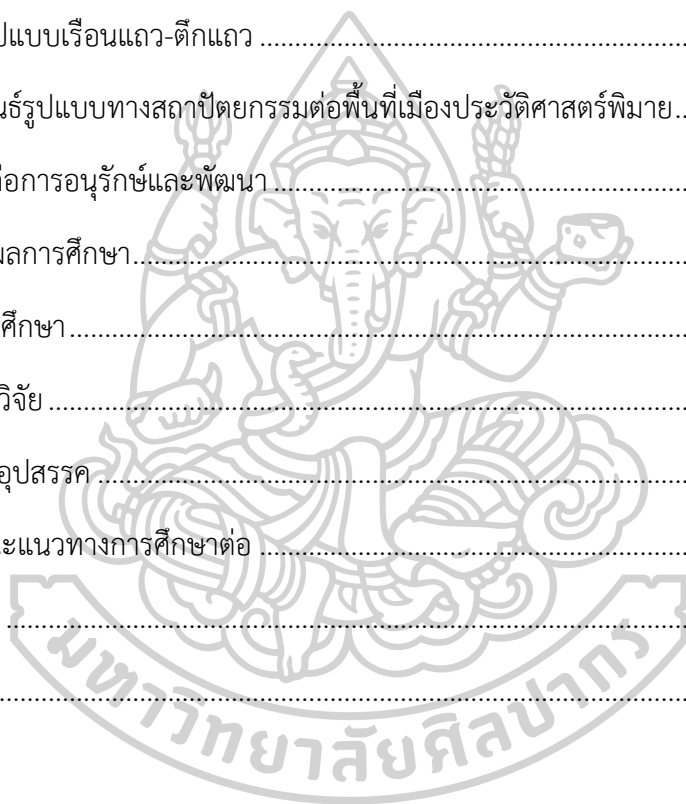 ปแบบเรือนแถว-ตึกแถว ........................................................
นธ์รูปแบบทางสถาปัตยกรรมต่อพื้นที่เมืองประวัติศาสตร์พิมาย..
่อการอนุรักษ์และพัฒนา ........................................................
ผลการศึกษา........................................................
ศึกษา ........................................................
วิจัย ........................................................
อุปสรรค ........................................................
ะแนวทางการศึกษาต่อ ........................................................
........................................................
........................................................
มหาวิทยาลัยศิลปากร